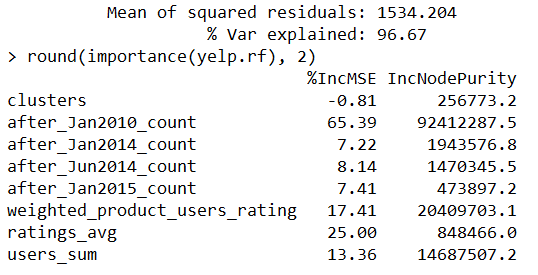 Mean of squared residuals: 1534.204
% Var explained: 96.67
> round(importance(yelp.rf), 2)
%IncMSE IncNodePurity
clusters -0.81 256773.2
after_Jan2010_count 65.39 92412287.5
after_Jan2014_count 7.22 1943576.8
after_Jun2014_count 8.14 1470345.5
after_Jan2015_count 7.41 473897.2
weighted_product_users_rating 17.41 20409703.1
ratings_avg 25.00 848466.0
users_sum 13.36 14687507.2